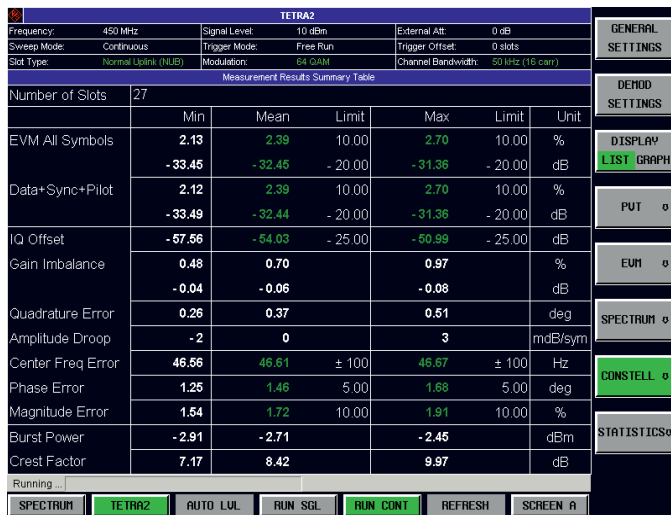 TETRA2
Frequency: 450 MHz Signal Level: 10 dBm External Att: 0 dB
Sweep Mode: Continuous Trigger Mode: Free Run Trigger Offset: 0 slots
Slot Type: Normal Uplink (NUB) Modulation: 64 QAM Channel Bandwidth: 50 kHz (16 carr)
Measurement Results Summary Table
Number of Slots 27
Min Mean Limit Max Limit Unit
EVM All Symbols 2.13 2.39 10.00 2.70 10.00 %
- 33.45 - 32.45 - 20.00 - 31.36 - 20.00 dB
Data+Sync+Pilot 2.12 2.39 10.00 2.70 10.00 %
- 33.49 - 32.44 - 20.00 - 31.36 - 20.00 dB
IQ Offset - 57.56 - 54.03 - 25.00 - 50.99 - 25.00 dB
Gain Imbalance 0.48 0.70 0.97 %
- 0.04 - 0.06 - 0.08 dB
Quadrature Error 0.26 0.37 0.51 deg
Amplitude Droop - 2 0 3 mdB/sym
Center Freq Error 46.56 46.61 ± 100 46.67 ± 100 Hz
Phase Error 1.25 1.46 5.00 1.68 5.00 deg
Magnitude Error 1.54 1.72 10.00 1.91 10.00 %
Burst Power - 2.91 - 2.71 - 2.45 dBm
Crest Factor 7.17 8.42 9.97 dB
Running ...
SPECTRUM TETRA2 AUTO LVL RUN SGL RUN CONT REFRESH SCREEN A
GENERAL
SETTINGS
DEMOD
SETTINGS
DISPLAY
LIST GRAPH
PVT
EVM
SPECTRUM
CONSTELL
STATISTICS